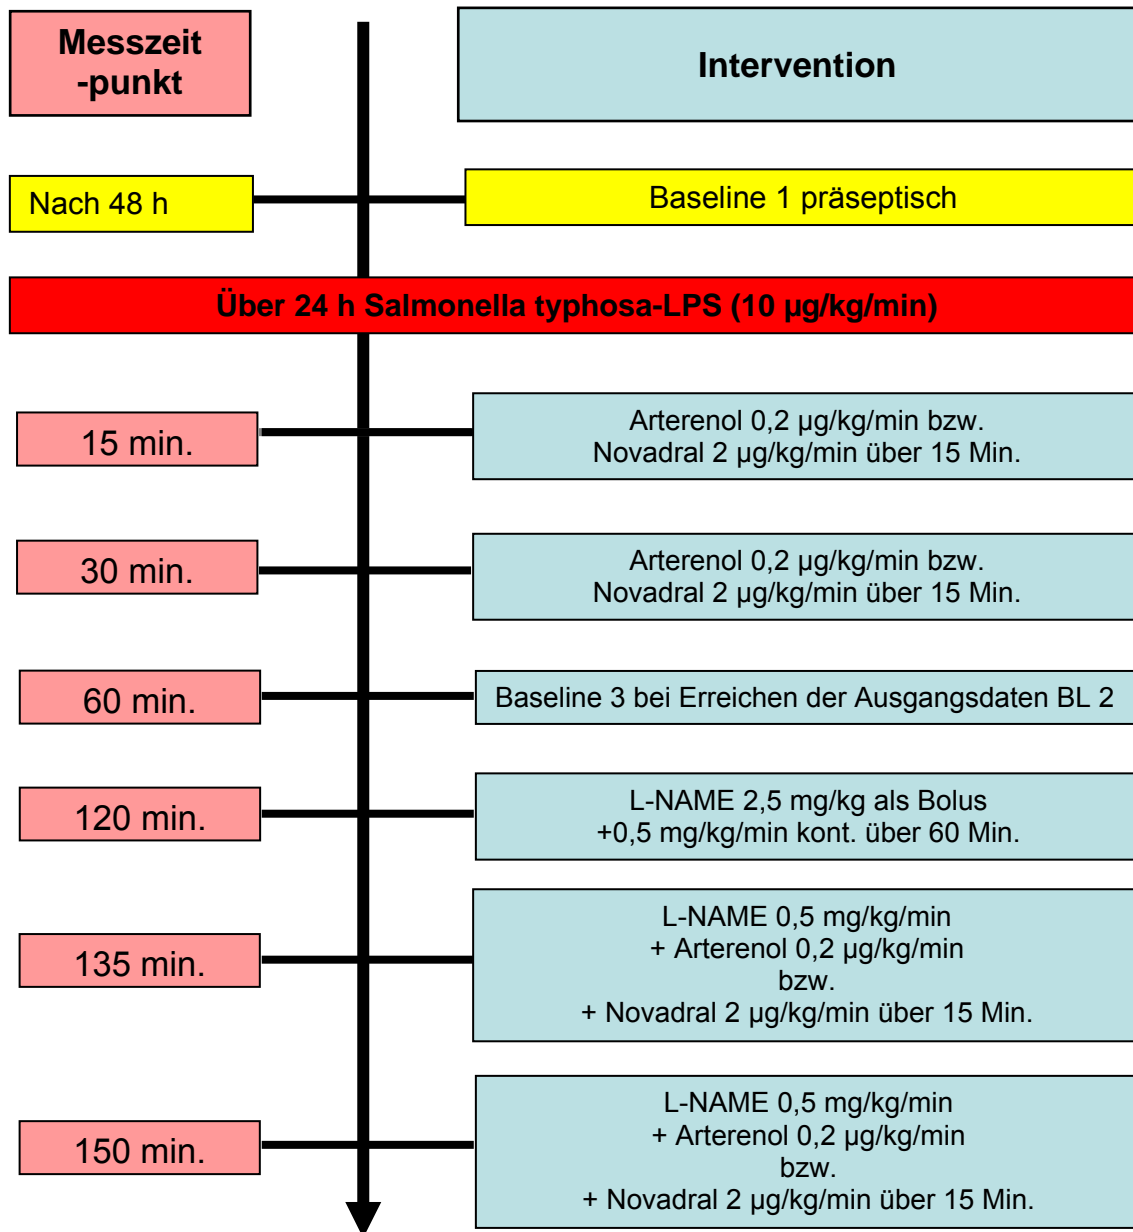 Messzeit
-punkt
Intervention
Nach 48 h
Baseline 1 präseptisch
Über 24 h Salmonella typhosa-LPS (10 µg/kg/min)
15 min.
Arterenol 0,2 µg/kg/min bzw.
Novadral 2 µg/kg/min über 15 Min.
30 min.
Arterenol 0,2 µg/kg/min bzw.
Novadral 2 µg/kg/min über 15 Min.
60 min.
Baseline 3 bei Erreichen der Ausgangsdaten BL 2
120 min.
L-NAME 2,5 mg/kg als Bolus
+0,5 mg/kg/min kont. über 60 Min.
135 min.
L-NAME 0,5 mg/kg/min
+ Arterenol 0,2 µg/kg/min
bzw.
+ Novadral 2 µg/kg/min über 15 Min.
150 min.
L-NAME 0,5 mg/kg/min
+ Arterenol 0,2 µg/kg/min
bzw.
+ Novadral 2 µg/kg/min über 15 Min.